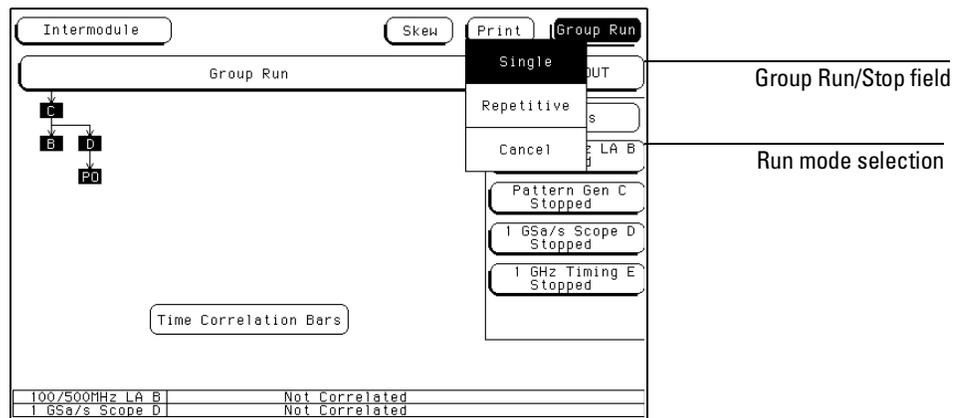 Intermodule
Skew
Print
Group Run
Group Run
Single
Repetitive
Cancel
Group Run/Stop field
Run mode selection
C
B D
PO
LA B
Pattern Gen C
Stopped
1 GSa/s Scope D
Stopped
1 GHz Timing E
Stopped
Time Correlation Bars
100/500MHz LA B Not Correlated
1 GSa/s Scope D Not Correlated